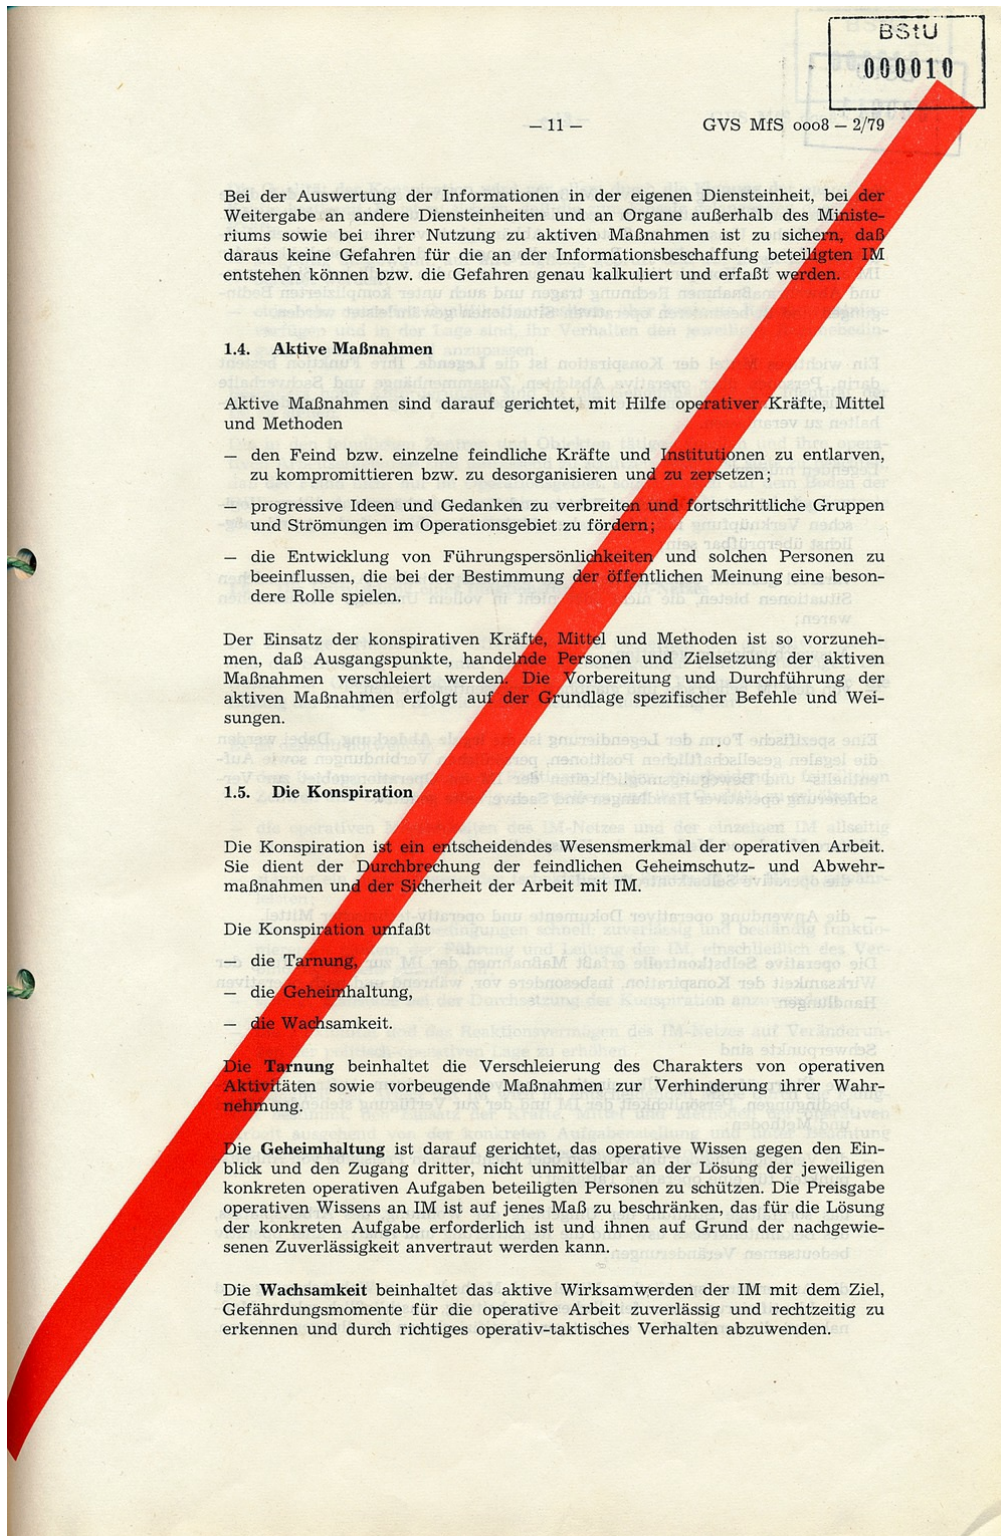 BStU
000010
— 11 —
GVS MfS ooo8 — 2/79
Bei der Auswertung der Informationen in der eigenen Diensteinheit, bei der
Weitergabe an andere Diensteinheiten und an Organe außerhalb des Ministe-
riums sowie bei ihrer Nutzung zu aktiven Maßnahmen ist zu sichern, daß
daraus keine Gefahren für die an der Informationsbeschaffung beteiligten IM
entstehen können bzw. die Gefahren genau kalkuliert und erfaßt werden.
1.4. Aktive Maßnahmen
Aktive Maßnahmen sind darauf gerichtet, mit Hilfe operativer Kräfte, Mittel
und Methoden
— den Feind bzw. einzelne feindliche Kräfte und Institutionen zu entlarven,
zu kompromittieren bzw. zu desorganisieren und zu zersetzen;
— progressive Ideen und Gedanken zu verbreiten und fortschrittliche Gruppen
und Strömungen im Operationsgebiet zu fördern;
— die Entwicklung von Führungspersönlichkeiten und solchen Personen zu
beeinflussen, die bei der Bestimmung der öffentlichen Meinung eine beson-
dere Rolle spielen.
Der Einsatz der konspirativen Kräfte, Mittel und Methoden ist so vorzuneh-
men, daß Ausgangspunkte, handelnde Personen und Zielsetzung der aktiven
Maßnahmen verschleiert werden. Die Vorbereitung und Durchführung der
aktiven Maßnahmen erfolgt auf der Grundlage spezifischer Befehle und Wei-
sungen.
1.5. Die Konspiration
Die Konspiration ist ein entscheidendes Wesensmerkmal der operativen Arbeit.
Sie dient der Durchbrechung der feindlichen Geheimschutz- und Abwehr-
maßnahmen und der Sicherheit der Arbeit mit IM.
Die Konspiration umfaßt
— die Tarnung,
— die Geheimhaltung,
— die Wachsamkeit.
Die Tarnung beinhaltet die Verschleierung des Charakters von operativen
Aktivitäten sowie vorbeugende Maßnahmen zur Verhinderung ihrer Wahr-
nehmung.
Die Geheimhaltung ist darauf gerichtet, das operative Wissen gegen den Ein-
blick und den Zugang dritter, nicht unmittelbar an der Lösung der jeweiligen
konkreten operativen Aufgaben beteiligten Personen zu schützen. Die Preisgabe
operativen Wissens an IM ist auf jenes Maß zu beschränken, das für die Lösung
der konkreten Aufgabe erforderlich ist und ihnen auf Grund der nachgewie-
senen Zuverlässigkeit anvertraut werden kann.
Die Wachsamkeit beinhaltet das aktive Wirksamwerden der IM mit dem Ziel,
Gefährdungsmomente für die operative Arbeit zuverlässig und rechtzeitig zu
erkennen und durch richtiges operativ-taktisches Verhalten abzuwenden.